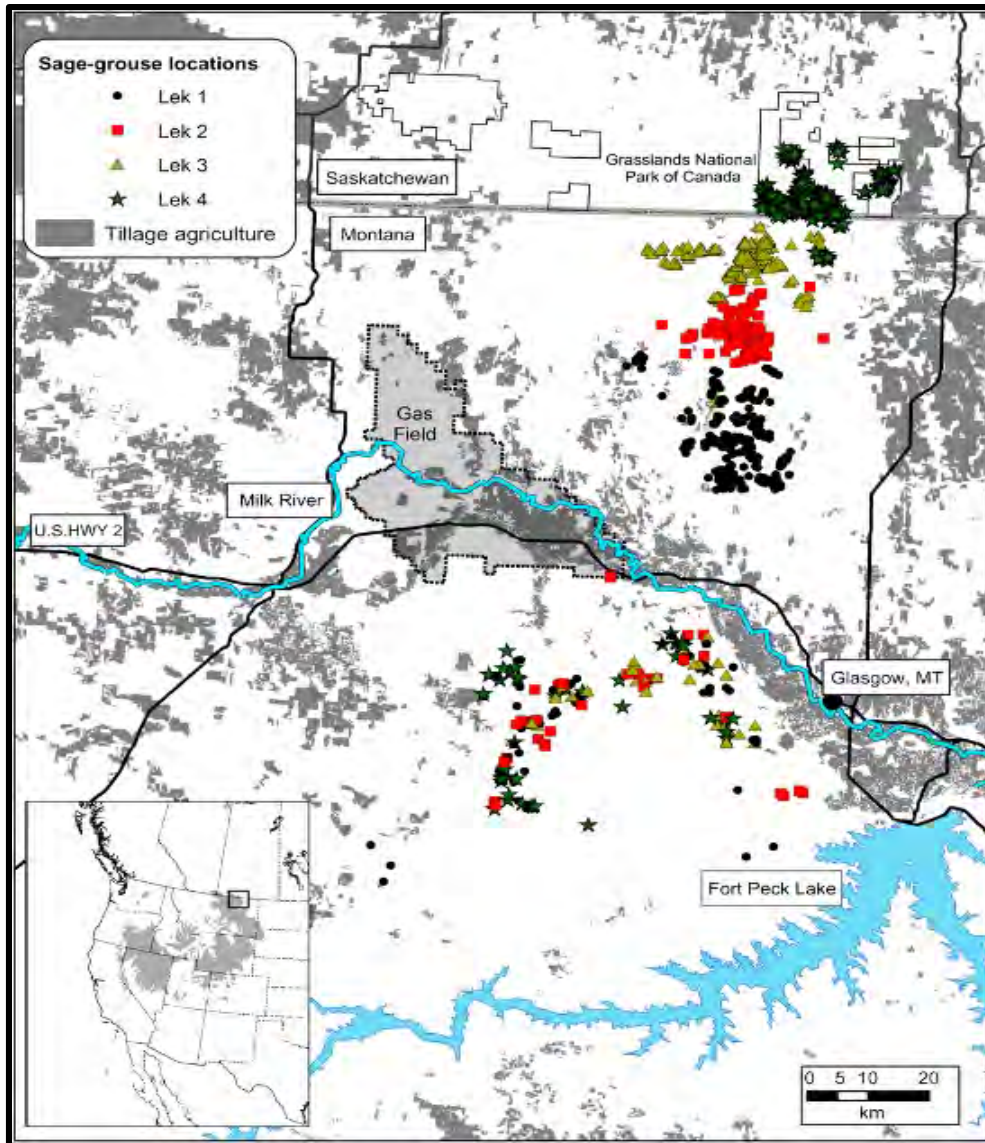 Sage-grouse locations
Lek 1
Lek 2
Lek 3
Lek 4
Tillage agriculture
Saskatchewan
Grasslands National
Park of Canada
Montana
Gas
Field
Milk River
U.S.HWY 2
Glasgow, MT
Fort Peck Lake
0 5 10 20
km